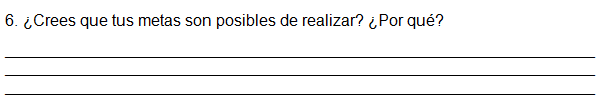 6. ¿Crees que tus metas son posibles de realizar? ¿Por qué?